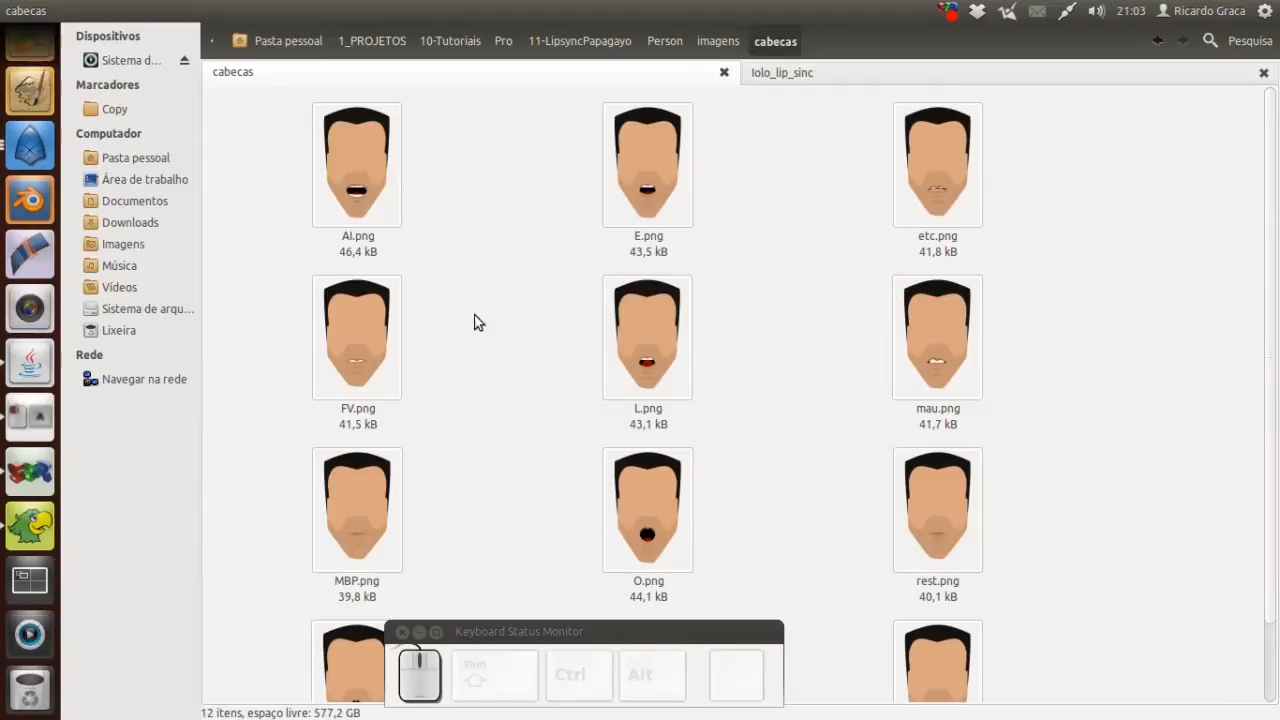 cabecas
21:03
Ricardo Graca
Dispositivos
Sistema d...
Marcadores
Copy
Computador
Pasta pessoal
Área de trabalho
Documentos
Downloads
Imagens
Música
Vídeos
Sistema de arqu...
Lixeira
Rede
Navegar na rede
Pasta pessoal
1_PROJETOS
10-Tutoriais
Pro
11-LipsyncPapagayo
Person
imagens
cabecas
Pesquisa
cabecas
lolo_lip_sinc
AI.png
46,4 kB
E.png
43,5 kB
etc.png
41,8 kB
FV.png
41,5 kB
L.png
43,1 kB
mau.png
41,7 kB
MBP.png
39,8 kB
O.png
44,1 kB
rest.png
40,1 kB
Keyboard Status Monitor
Shift
Ctrl
Alt
A
12 itens, espaço livre: 577,2 GB